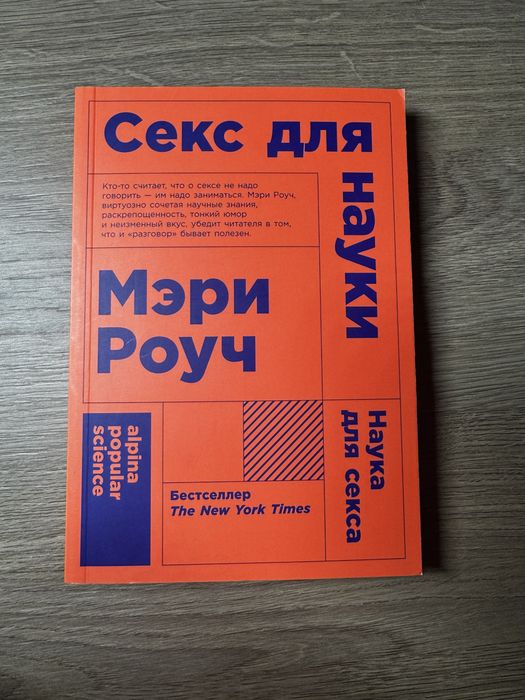 Секс для
науки
Кто-то считает, что о сексе не надо
говорить — им надо заниматься. Мэри Роуч,
виртуозно сочетая научные знания,
раскрепощенность, тонкий юмор
и неизменный вкус, убедит читателя в том,
что и «разговор» бывает полезен.
Мэри
Роуч
Наука
для секса
alpina
popular
science
Бестселлер
The New York Times